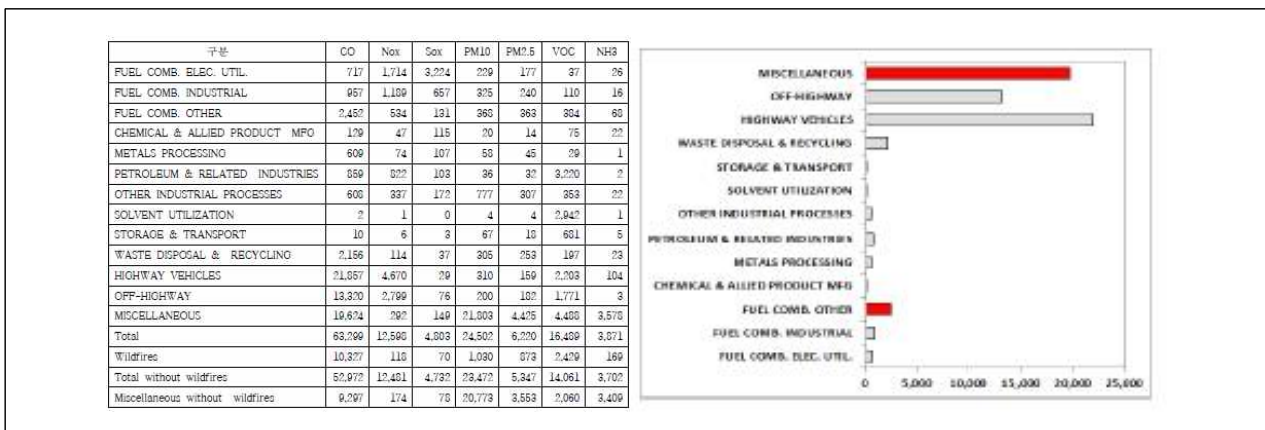 구분 CO Nox Sox PM10 PM2.5 VOC NH3
FUEL COMB. ELEC. UTIL. 717 1,714 3,224 229 177 37 26
FUEL COMB. INDUSTRIAL 957 1,189 657 325 240 110 16
FUEL COMB. OTHER 2,452 534 131 368 363 384 68
CHEMICAL & ALLIED PRODUCT MFG 129 47 115 20 14 75 22
METALS PROCESSING 609 74 107 58 45 29 1
PETROLEUM & RELATED INDUSTRIES 859 822 103 36 32 3,220 2
OTHER INDUSTRIAL PROCESSES 608 337 172 777 307 353 22
SOLVENT UTILIZATION 2 1 0 4 4 2,942 1
STORAGE & TRANSPORT 10 6 3 67 18 681 5
WASTE DISPOSAL & RECYCLING 2,156 114 37 305 253 197 23
HIGHWAY VEHICLES 21,857 4,670 29 310 159 2,203 104
OFF-HIGHWAY 13,320 2,799 76 200 182 1,771 3
MISCELLANEOUS 19,624 292 149 21,803 4,425 4,488 3,578
Total 63,299 12,598 4,803 24,502 6,220 16,489 3,871
Wildfires 10,327 118 70 1,030 873 2,429 169
Total without wildfires 52,972 12,481 4,732 23,472 5,347 14,061 3,702
Miscellaneous without wildfires 9,297 174 78 20,773 3,553 2,060 3,409
MISCELLANEOUS
OFF-HIGHWAY
HIGHWAY VEHICLES
WASTE DISPOSAL & RECYCLING
STORAGE & TRANSPORT
SOLVENT UTILIZATION
OTHER INDUSTRIAL PROCESSES
PETROLEUM & RELATED INDUSTRIES
METALS PROCESSING
CHEMICAL & ALLIED PRODUCT MFG
FUEL COMB. OTHER
FUEL COMB. INDUSTRIAL
FUEL COMB. ELEC. UTIL.
0 5,000 10,000 15,000 20,000 25,000